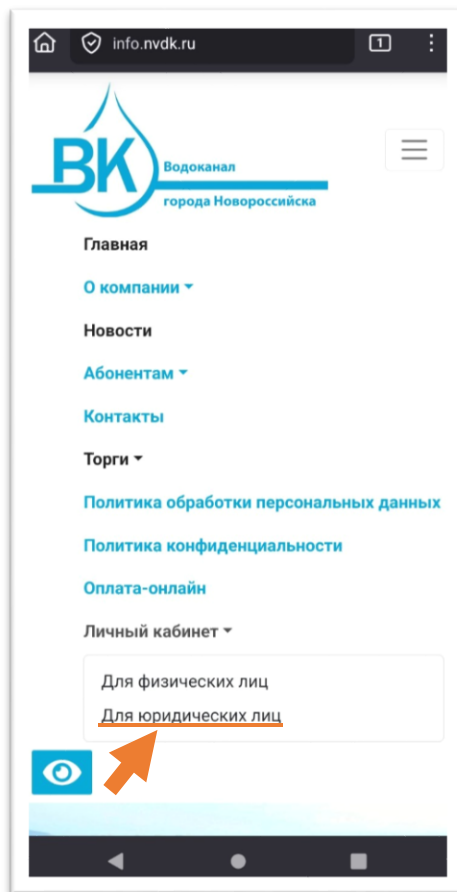 info.nvdk.ru
1
ВК
Водоканал
города Новороссийска
Главная
О компании
Новости
Абонентам
Контакты
Торги
Политика обработки персональных данных
Политика конфиденциальности
Оплата-онлайн
Личный кабинет
Для физических лиц
Для юридических лиц